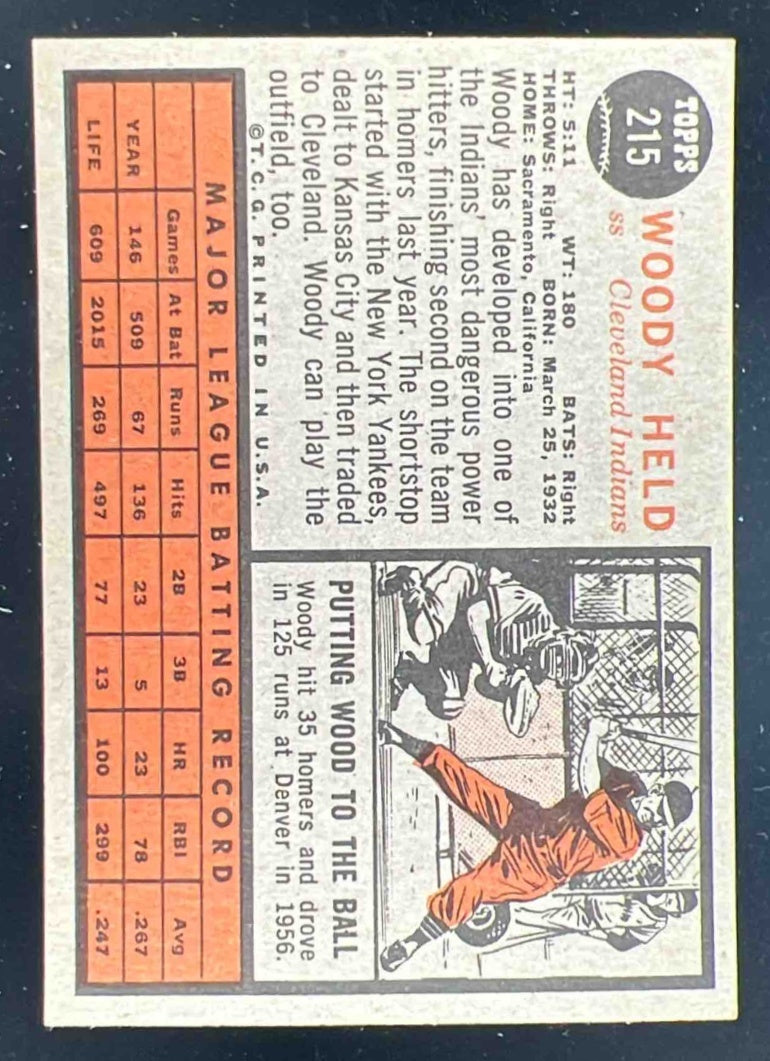 TOPPS
215
WOODY HELD
ss Cleveland Indians
HT: 5:11 WT: 180 BATS: Right
THROWS: Right BORN: March 25, 1932
HOME: Sacramento, California
Woody has developed into one of
the Indians' most dangerous power
hitters, finishing second on the team
in homers last year. The shortstop
started with the New York Yankees,
dealt to Kansas City and then traded
to Cleveland. Woody can play the
outfield, too.
©T.C.G. PRINTED IN U.S.A.
PUTTING WOOD TO THE BALL
Woody hit 35 homers and drove
in 125 runs at Denver in 1956.
MAJOR LEAGUE BATTING RECORD
Games At Bat Runs Hits 2B 3B HR RBI Avg
YEAR 146 509 67 136 23 5 23 78 .267
LIFE 609 2015 269 497 77 13 100 299 .247